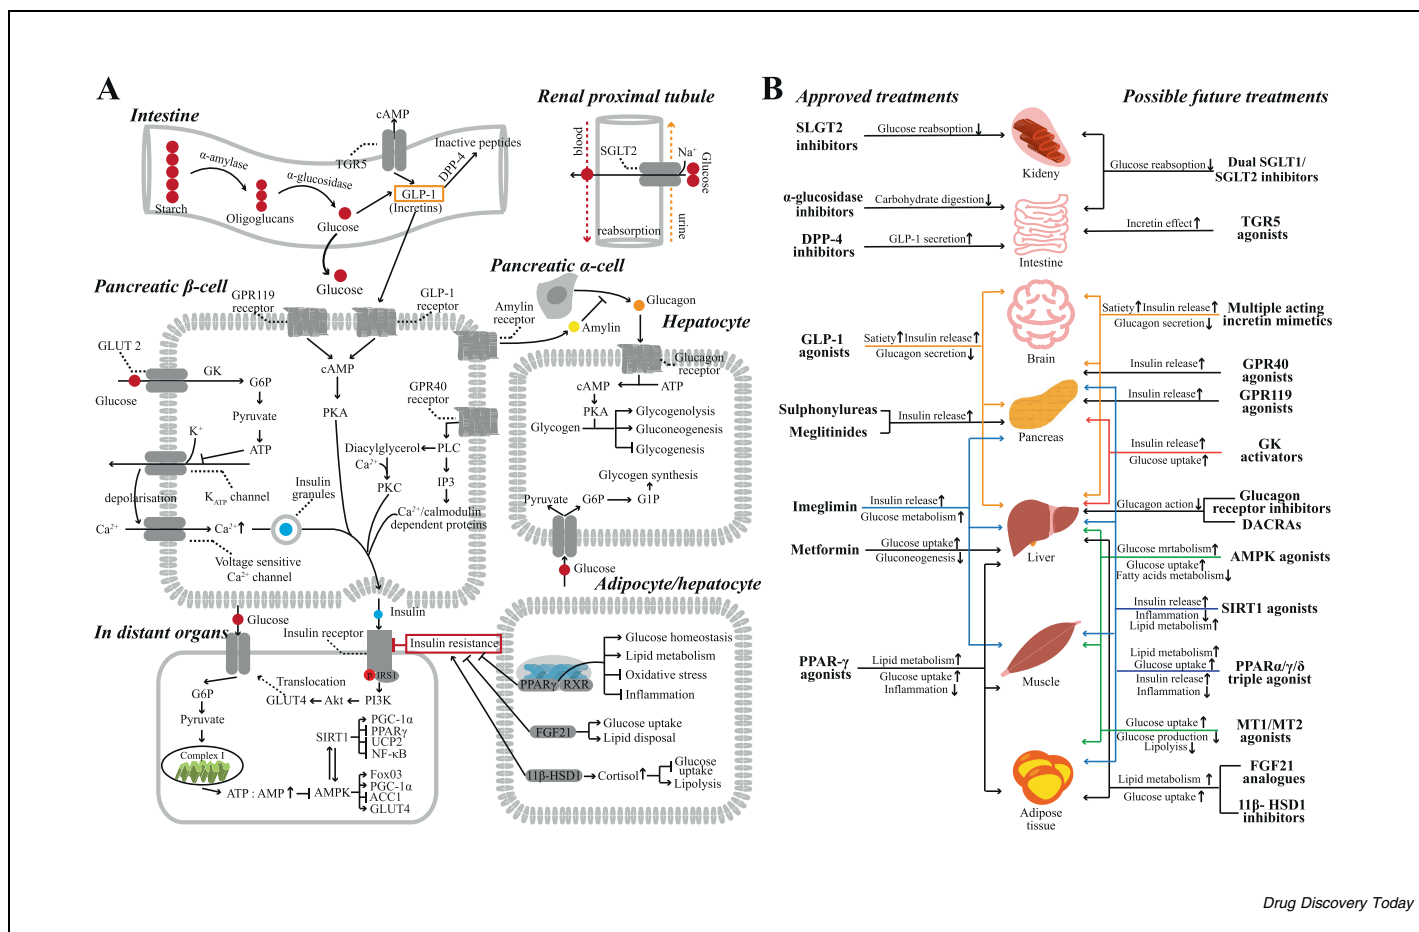 A
Intestine
cAMP
TGR5
Inactive peptides
DPP-4
α-amylase
α-glucosidase
Starch
Oligoglucans
Glucose
GLP-1
(Incretins)
Glucose
Renal proximal tubule
blood
SGLT2
Na⁺
Glucose
reabsorption
urine
Pancreatic β-cell
GPR119
receptor
GLP-1
receptor
GLUT 2
GK
G6P
Glucose
Pyruvate
K⁺
ATP
cAMP
PKA
GPR40
receptor
Diacylglycerol
PLC
Ca²⁺
PKC
IP3
Ca²⁺/calmodulin
dependent proteins
depolarisation
K_ATP channel
Insulin
granules
Ca²⁺
Ca²⁺
Voltage sensitive
Ca²⁺ channel
Pancreatic α-cell
Amylin
receptor
Amylin
Glucagon
Hepatocyte
Glucagon
receptor
cAMP
ATP
PKA
Glycogen
Glycogenolysis
Gluconeogenesis
Glycogenesis
Glycogen synthesis
Pyruvate
G6P
G1P
Glucose
Glucose
Insulin
In distant organs
Insulin receptor
Insulin resistance
p
IRS1
Translocation
GLUT4
Akt
PI3K
G6P
Pyruvate
Complex I
ATP : AMP
SIRT1
PGC-1α
PPARγ
UCP2
NF-κB
AMPK
Fox03
PGC-1α
ACC1
GLUT4
Adipocyte/hepatocyte
PPARγ
RXR
Glucose homeostasis
Lipid metabolism
Oxidative stress
Inflammation
FGF21
Glucose uptake
Lipid disposal
11β-HSD1
Cortisol
Glucose
uptake
Lipolysis
B
Approved treatments
Possible future treatments
SLGT2
inhibitors
Glucose reabsoption
Kideny
Glucose reabsoption
Dual SGLT1/
SGLT2 inhibitors
α-glucosidase
inhibitors
Carbohydrate digestion
DPP-4
inhibitors
GLP-1 secretion
Intestine
Incretin effect
TGR5
agonists
GLP-1
agonists
Satiety
Insulin release
Glucagon secretion
Brain
Satiety
Insulin release
Glucagon secretion
Multiple acting
incretin mimetics
Insulin release
GPR40
agonists
Insulin release
GPR119
agonists
Sulphonylureas
Meglitinides
Insulin release
Pancreas
Insulin release
Glucose uptake
GK
activators
Imeglimin
Insulin release
Glucose metabolism
Glucagon action
Glucagon
receptor inhibitors
DACRAs
Metformin
Glucose uptake
Gluconeogenesis
Liver
Glucose mrtabolism
Glucose uptake
Fatty acids metabolism
AMPK agonists
Insulin release
Inflammation
Lipid metabolism
SIRT1 agonists
PPAR-γ
agonists
Lipid metabolism
Glucose uptake
Inflammation
Muscle
Lipid metabolism
Glucose uptake
Insulin release
Inflammation
PPARα/γ/δ
triple agonist
Glucose uptake
Glucose production
Lipolyiss
MT1/MT2
agonists
Adipose
tissue
Lipid metabolism
Glucose uptake
FGF21
analogues
11β- HSD1
inhibitors
Drug Discovery Today